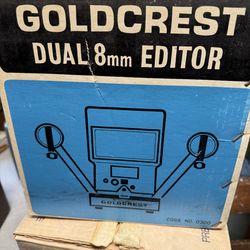 GOLDCREST
DUAL 8mm EDITOR
GOLDCREST
CODE NO. 0300